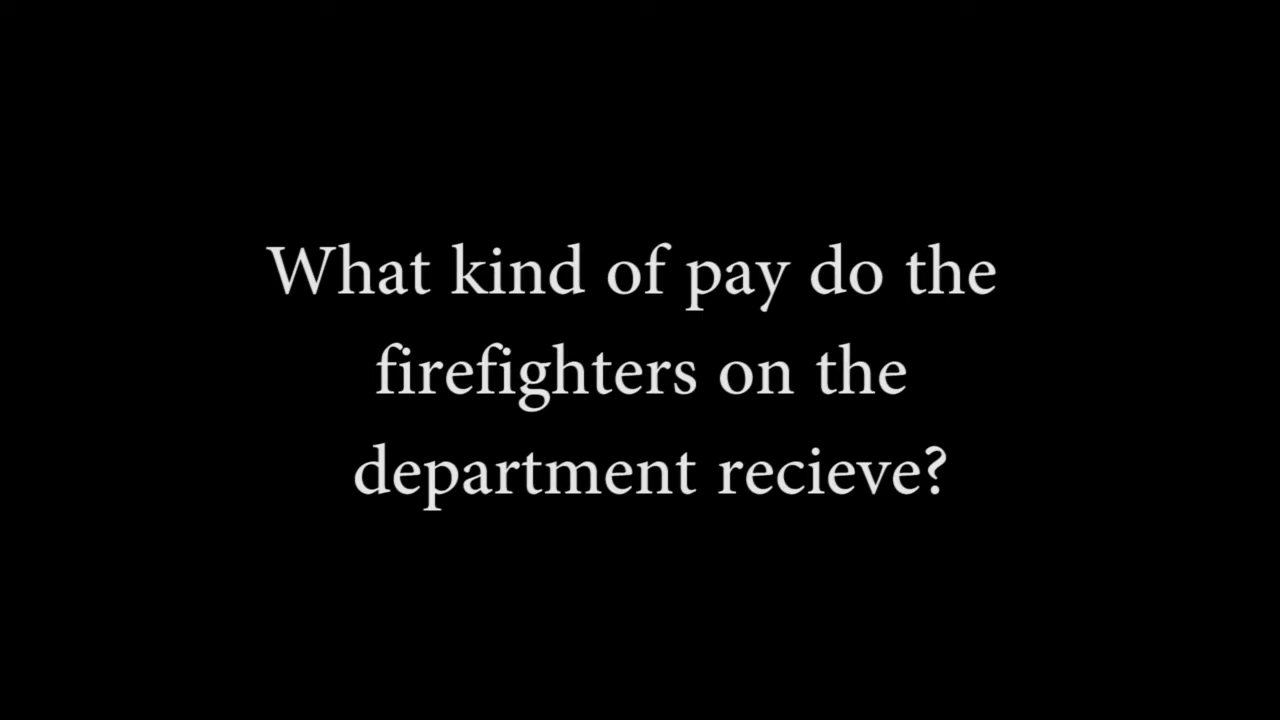 What kind of pay do the
firefighters on the
department recieve?